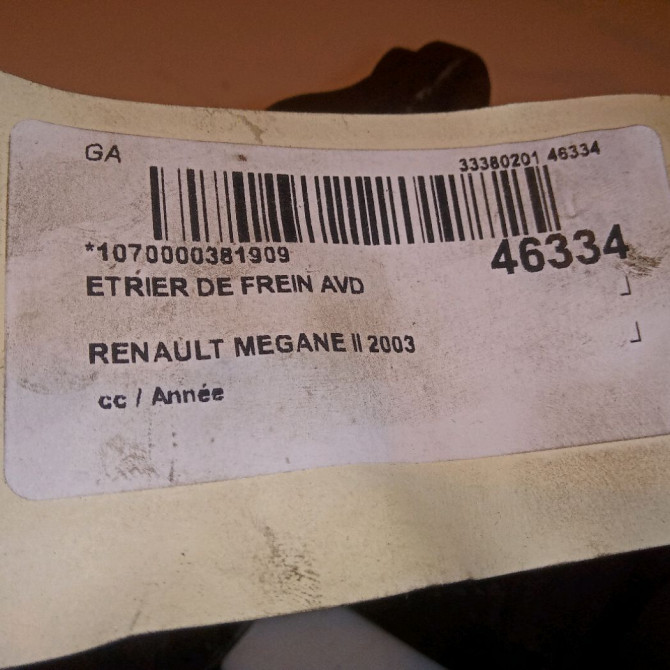 GA
33380201 46334
*1070000381909
46334
ETRIER DE FREIN AVD
RENAULT MEGANE II 2003
cc / Année